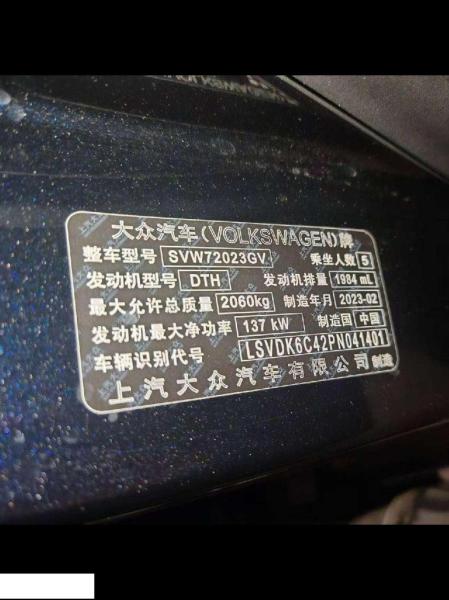 大众汽车(VOLKSWAGEN)牌
整车型号 SVW72023GV 乘坐人数 5
发动机型号 DTH 发动机排量 1984 mL
最大允许总质量 2060kg 制造年月 2023-02
发动机最大净功率 137 kW 制造国 中国
车辆识别代号 LSVDK6C42PN041401
上汽大众汽车有限公司 制造